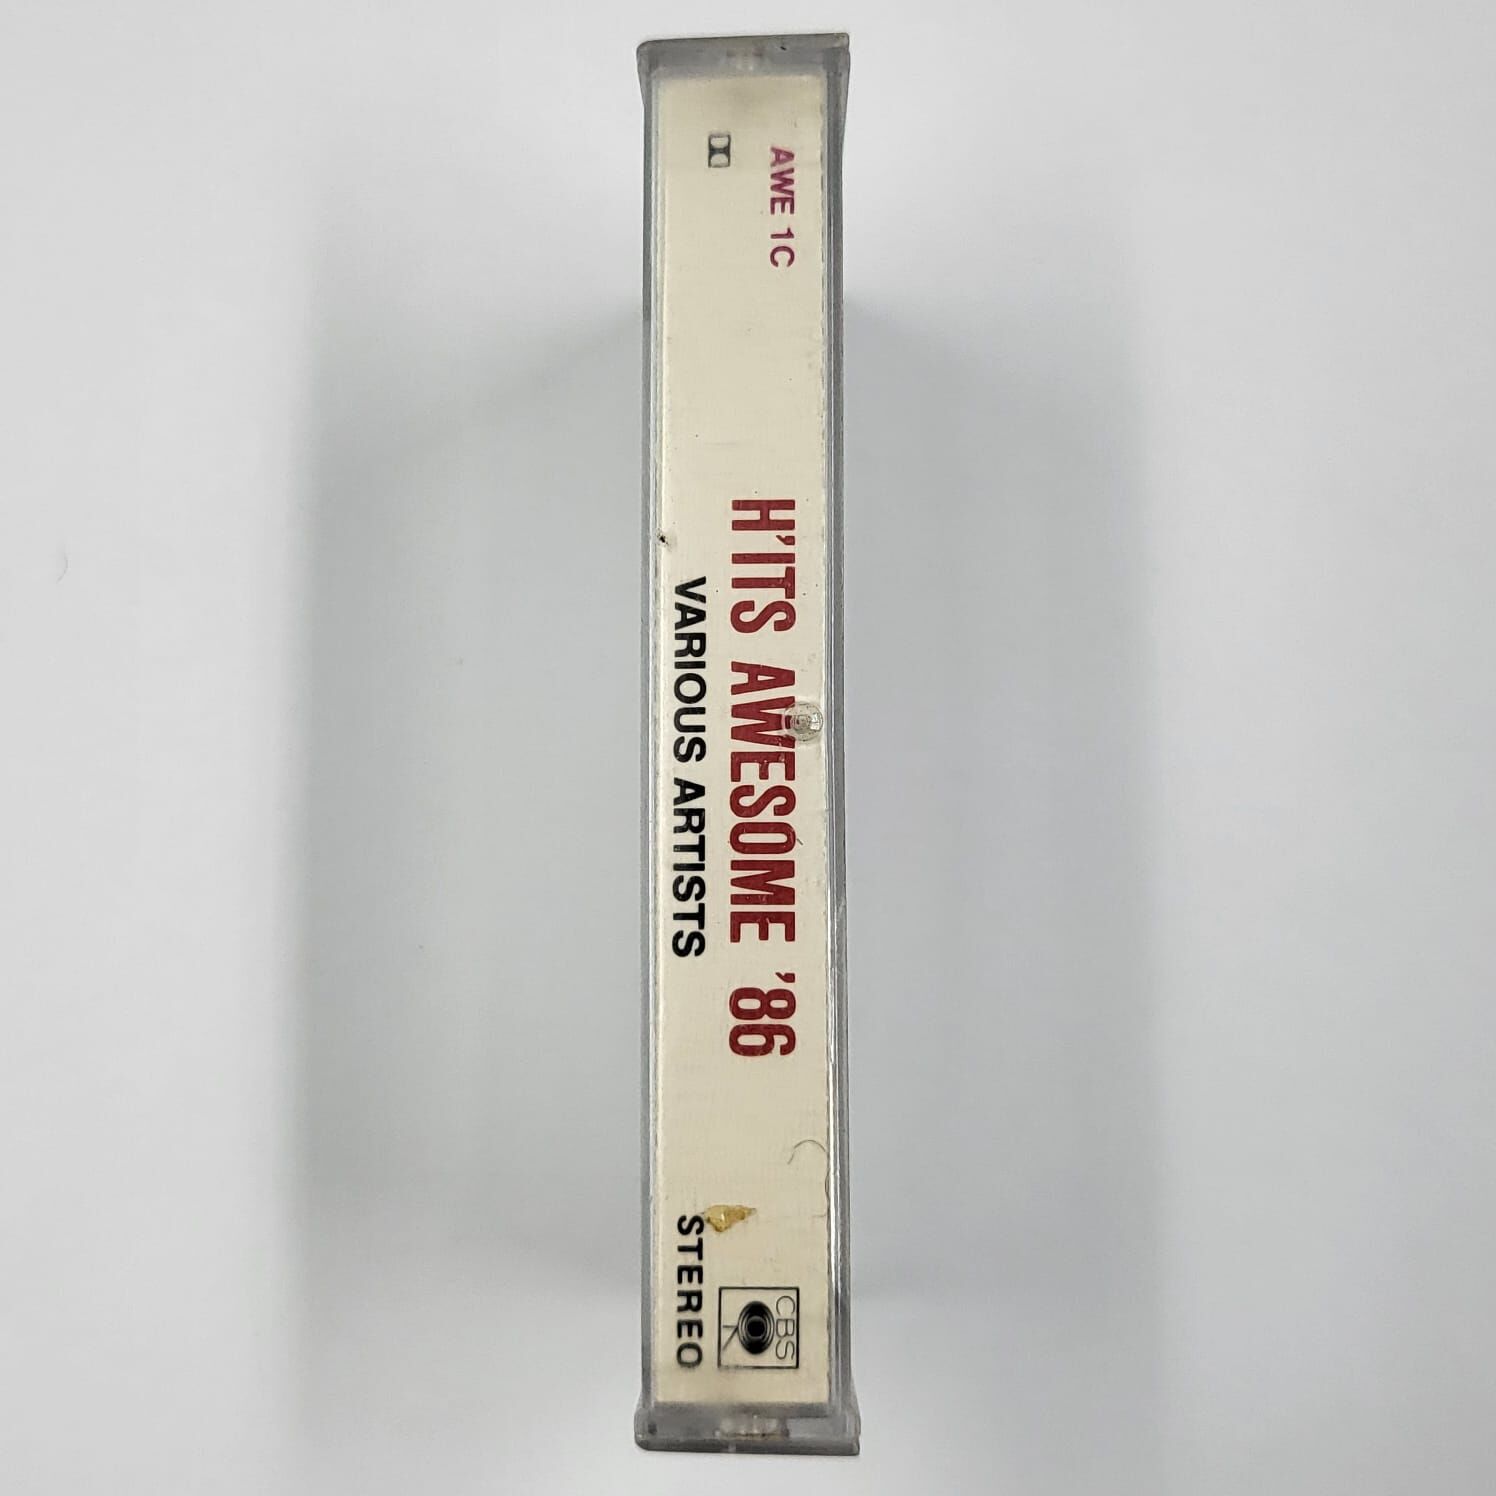 AWE 1C
H'ITS AWESOME '86
VARIOUS ARTISTS
CBS
STEREO